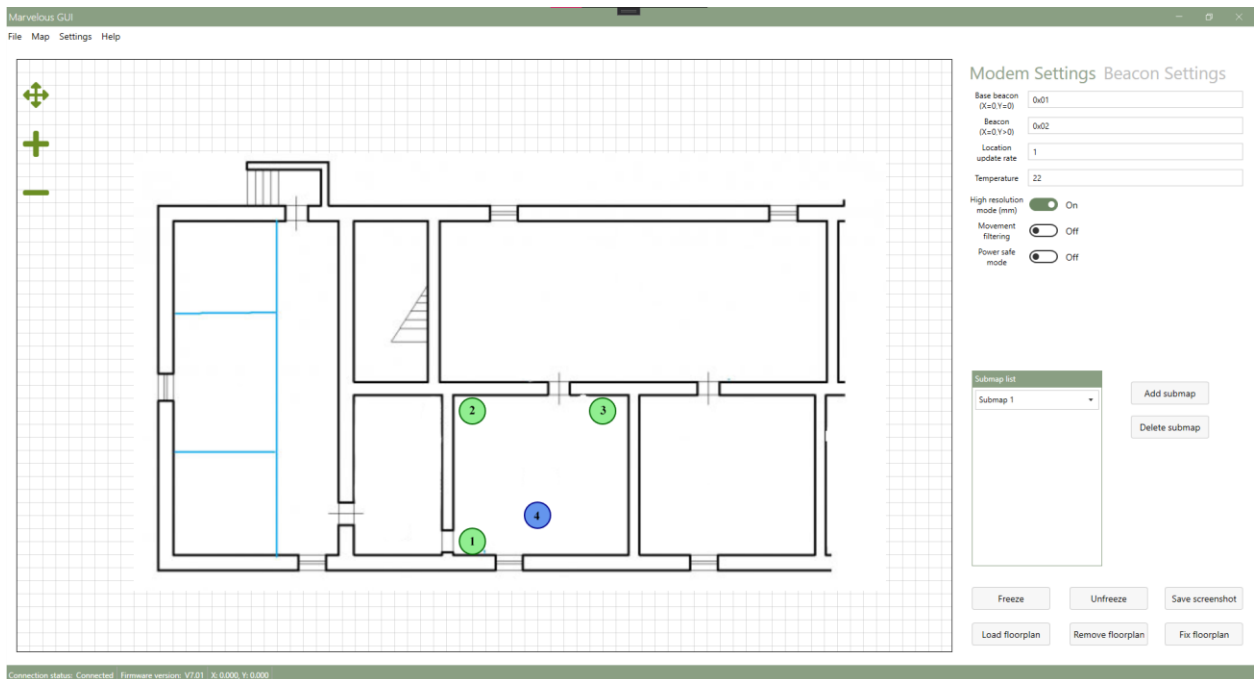 Marvelous GUI
File Map Settings Help
Modem Settings Beacon Settings
Base beacon
(X=0,Y=0)
0x01
Beacon
(X=0,Y>0)
0x02
Location
update rate
1
Temperature
22
High resolution
mode (mm)
On
Movement
filtering
Off
Power safe
mode
Off
2
3
4
1
Submap list
Submap 1
Add submap
Delete submap
Freeze
Unfreeze
Save screenshot
Load floorplan
Remove floorplan
Fix floorplan
Connection status: Connected Firmware version: V7.01 X: 0.000, Y: 0.000